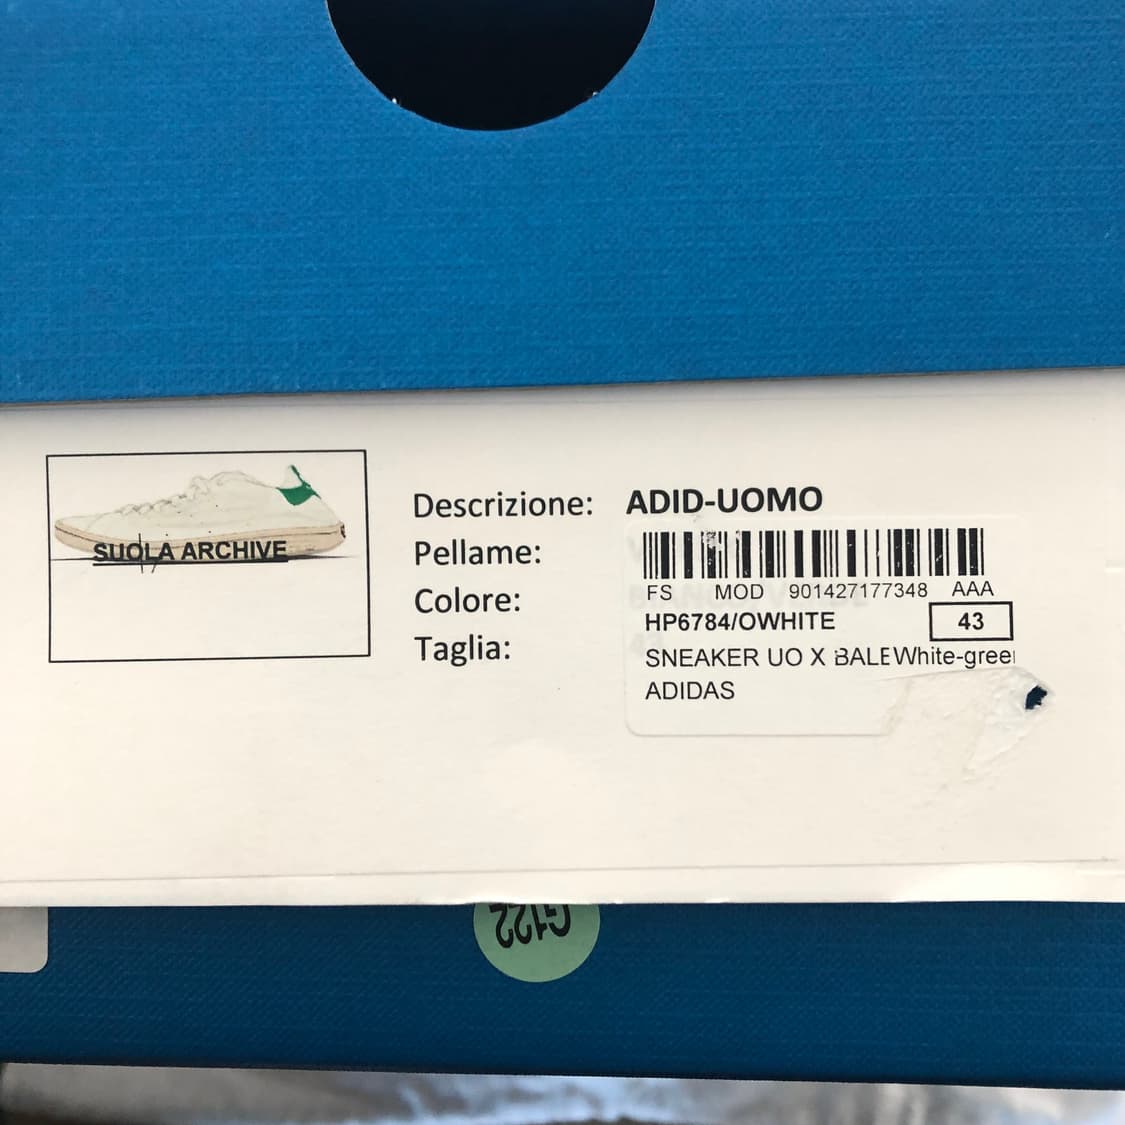 SUOLA ARCHIVE
Descrizione: ADID-UOMO
Pellame:
Colore:
Taglia:
FS MOD 901427177348 AAA
HP6784/OWHITE 43
SNEAKER UO X BALE White-gree
ADIDAS
G122